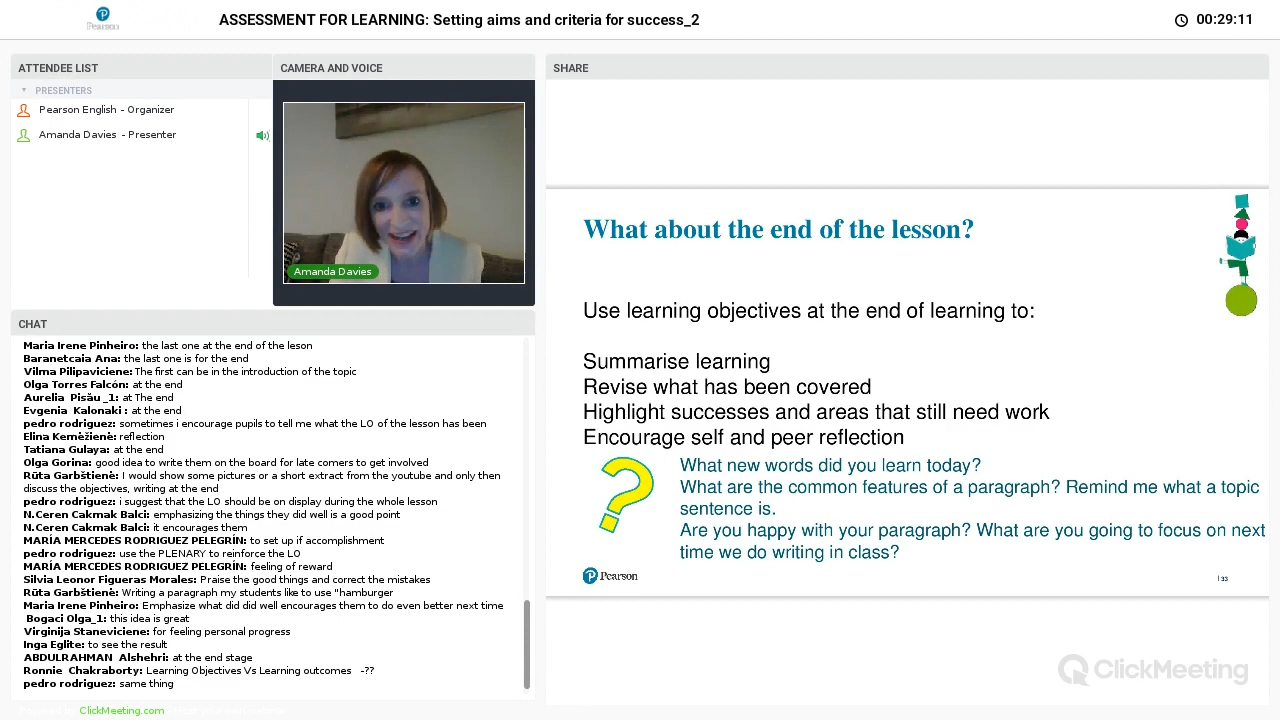 Pearson
ASSESSMENT FOR LEARNING: Setting aims and criteria for success_2
00:29:11
ATTENDEE LIST
PRESENTERS
Pearson English - Organizer
Amanda Davies - Presenter
CAMERA AND VOICE
Amanda Davies
CHAT
Maria Irene Pinheiro: the last one at the end of the leson
Baranetcaia Ana: the last one is for the end
Vilma Pilipaviciene: The first can be in the introduction of the topic
Olga Torres Falcón: at the end
Aurelia Pisău_1: at The end
Evgenia Kalonaki : at the end
pedro rodriguez: sometimes i encourage pupils to tell me what the LO of the lesson has been
Elina Kemėžienė: reflection
Tatiana Gulaya: at the end
Olga Gorina: good idea to write them on the board for late comers to get involved
Rūta Garbštienė: I would show some pictures or a short extract from the youtube and only then
discuss the objectives, writing at the end
pedro rodriguez: i suggest that the LO should be on display during the whole lesson
N.Ceren Cakmak Balci: emphasizing the things they did well is a good point
N.Ceren Cakmak Balci: it encourages them
MARÍA MERCEDES RODRIGUEZ PELEGRÍN: to set up if accomplishment
pedro rodriguez: use the PLENARY to reinforce the LO
MARÍA MERCEDES RODRIGUEZ PELEGRÍN: feeling of reward
Silvia Leonor Figueras Morales: Praise the good things and correct the mistakes
Rūta Garbštienė: Writing a paragraph my students like to use "hamburger
Maria Irene Pinheiro: Emphasize what did did well encourages them to do even better next time
Bogaci Olga_1: this idea is great
Virginija Staneviciene: for feeling personal progress
Inga Eglite: to see the result
ABDULRAHMAN Alshehri: at the end stage
Ronnie Chakraborty: Learning Objectives Vs Learning outcomes -??
pedro rodriguez: same thing
ClickMeeting.com
SHARE
What about the end of the lesson?
Use learning objectives at the end of learning to:
Summarise learning
Revise what has been covered
Highlight successes and areas that still need work
Encourage self and peer reflection
What new words did you learn today?
What are the common features of a paragraph? Remind me what a topic
sentence is.
Are you happy with your paragraph? What are you going to focus on next
time we do writing in class?
Pearson
33
ClickMeeting